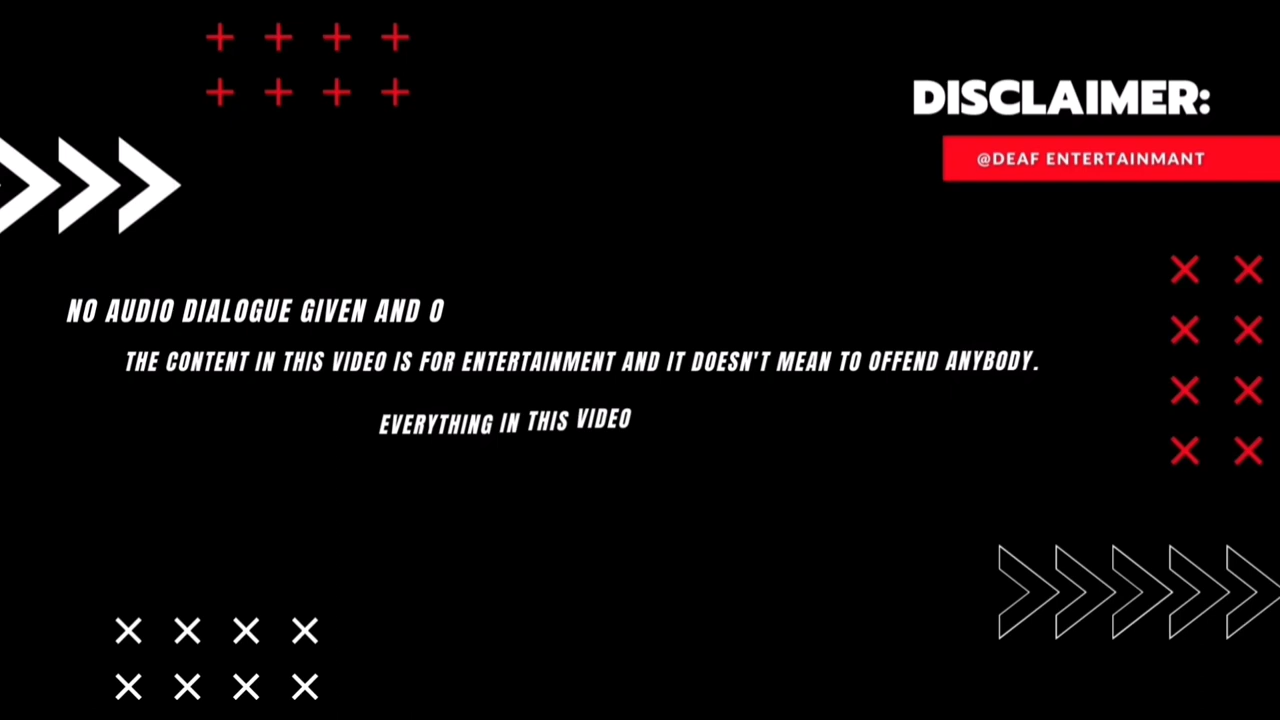 DISCLAIMER:
@DEAF ENTERTAINMANT
NO AUDIO DIALOGUE GIVEN AND O
THE CONTENT IN THIS VIDEO IS FOR ENTERTAINMENT AND IT DOESN'T MEAN TO OFFEND ANYBODY.
EVERYTHING IN THIS VIDEO